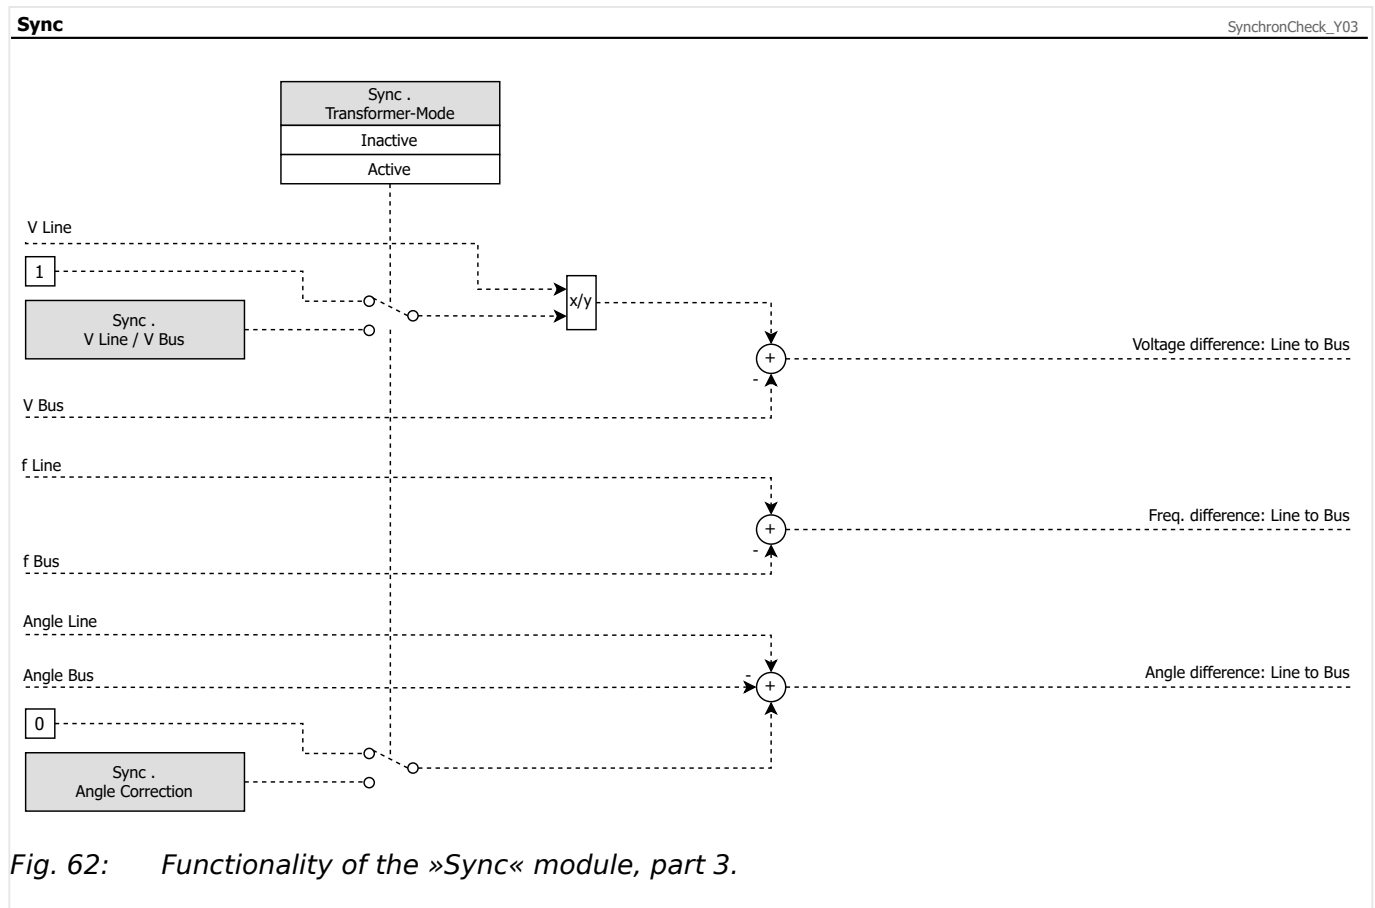 Sync
SynchronCheck_Y03
Sync .
Transformer-Mode
Inactive
Active
V Line
1
Sync .
V Line / V Bus
x/y
+
-
Voltage difference: Line to Bus
V Bus
f Line
+
-
Freq. difference: Line to Bus
f Bus
Angle Line
Angle Bus
-
+
Angle difference: Line to Bus
0
Sync .
Angle Correction
Fig. 62: Functionality of the »Sync« module, part 3.